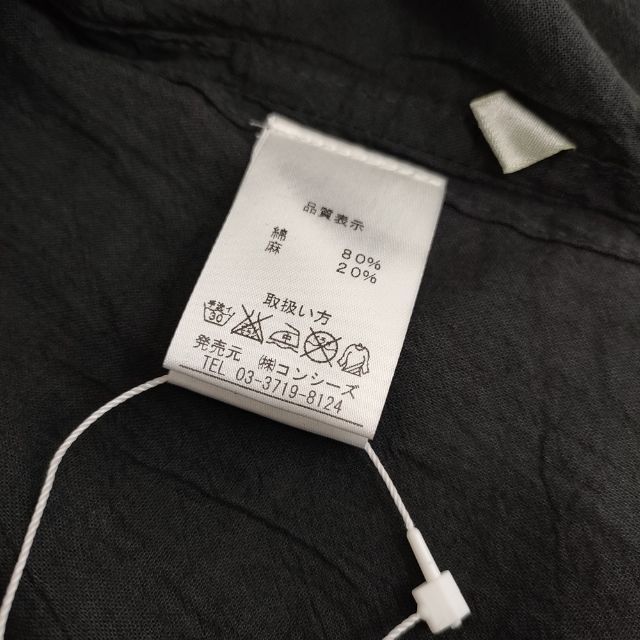 品質表示
綿 80%
麻 20%
取扱い方
発売元 ㈱コンシーズ
TEL 03-3719-8124